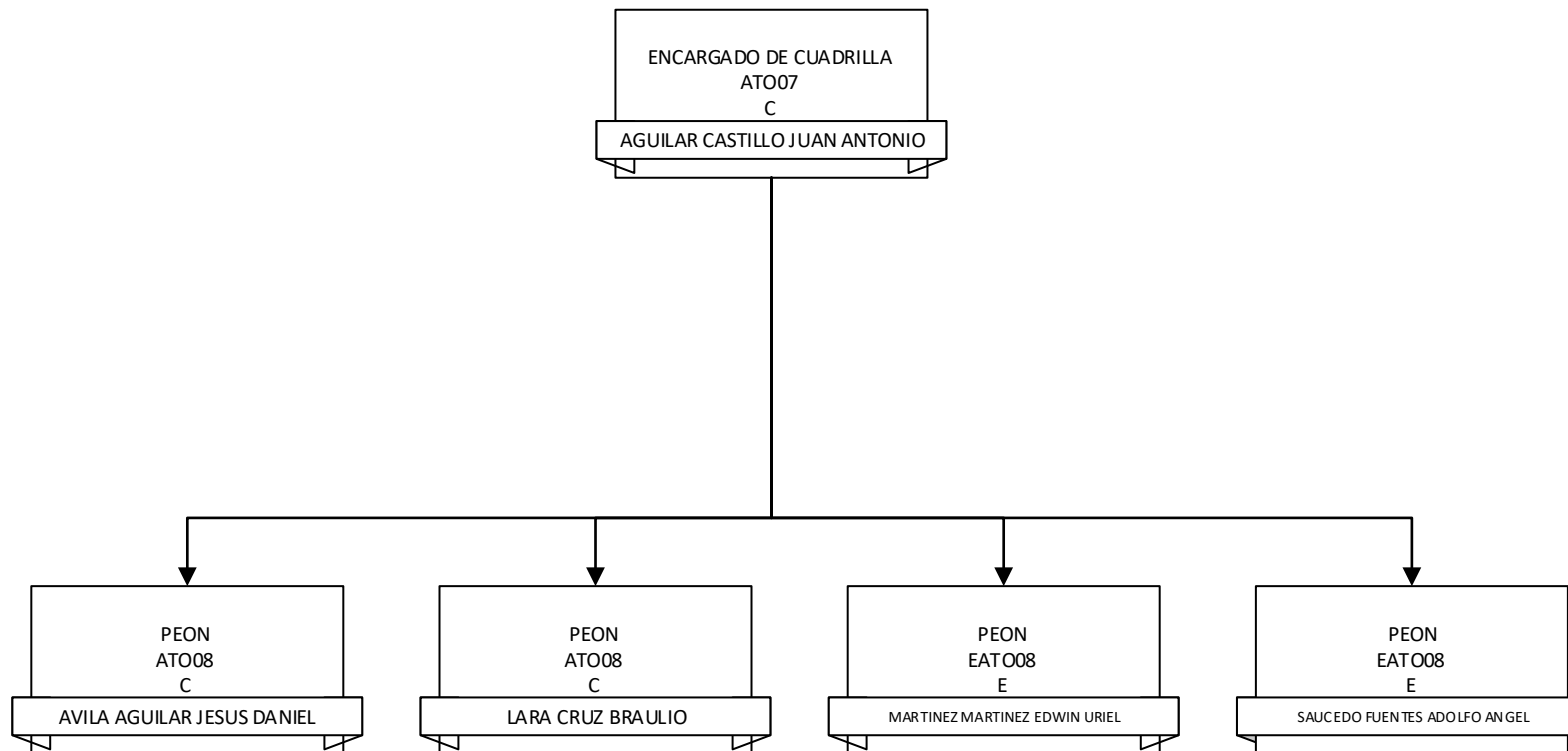 ENCARGADO DE CUADRILLA
ATO07
C
AGUILAR CASTILLO JUAN ANTONIO
PEON
ATO08
C
AVILA AGUILAR JESUS DANIEL
PEON
ATO08
C
LARA CRUZ BRAULIO
PEON
EATO08
E
MARTINEZ MARTINEZ EDWIN URIEL
PEON
EATO08
E
SAUCEDO FUENTES ADOLFO ANGEL